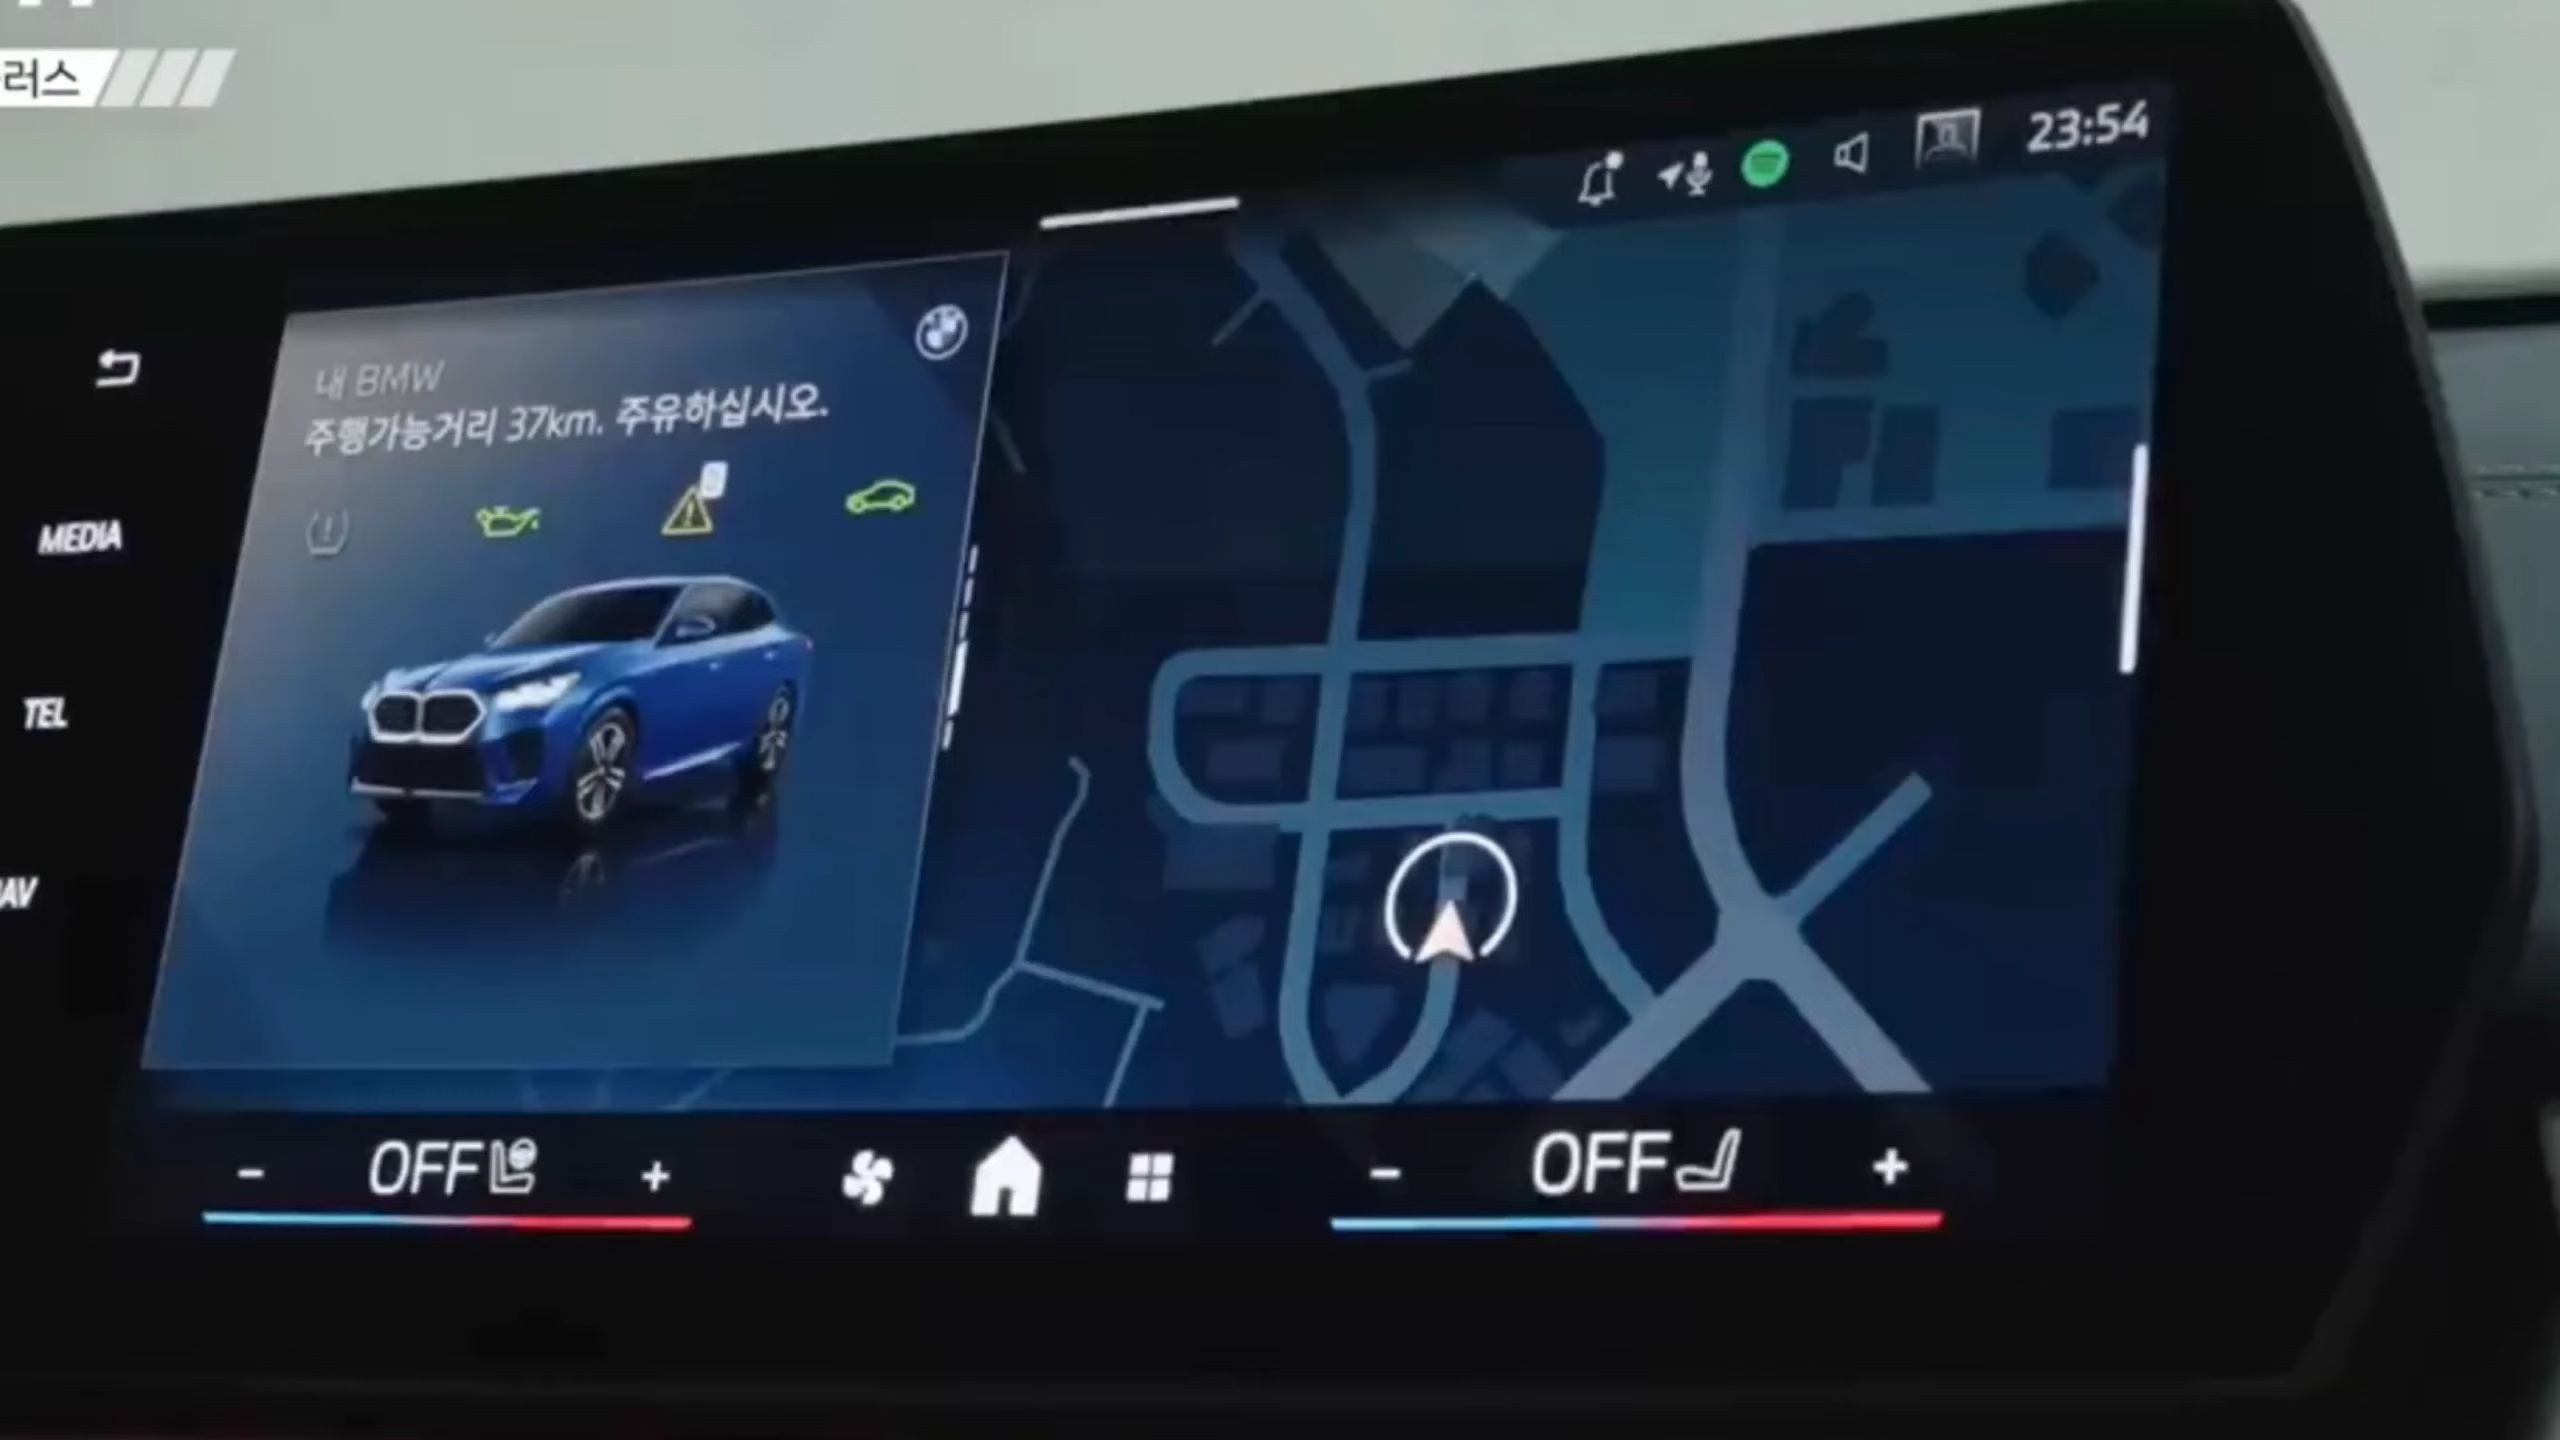 러스
23:54
내 BMW
주행가능거리 37km. 주유하십시오.
MEDIA
TEL
AV
- OFF +
- OFF +